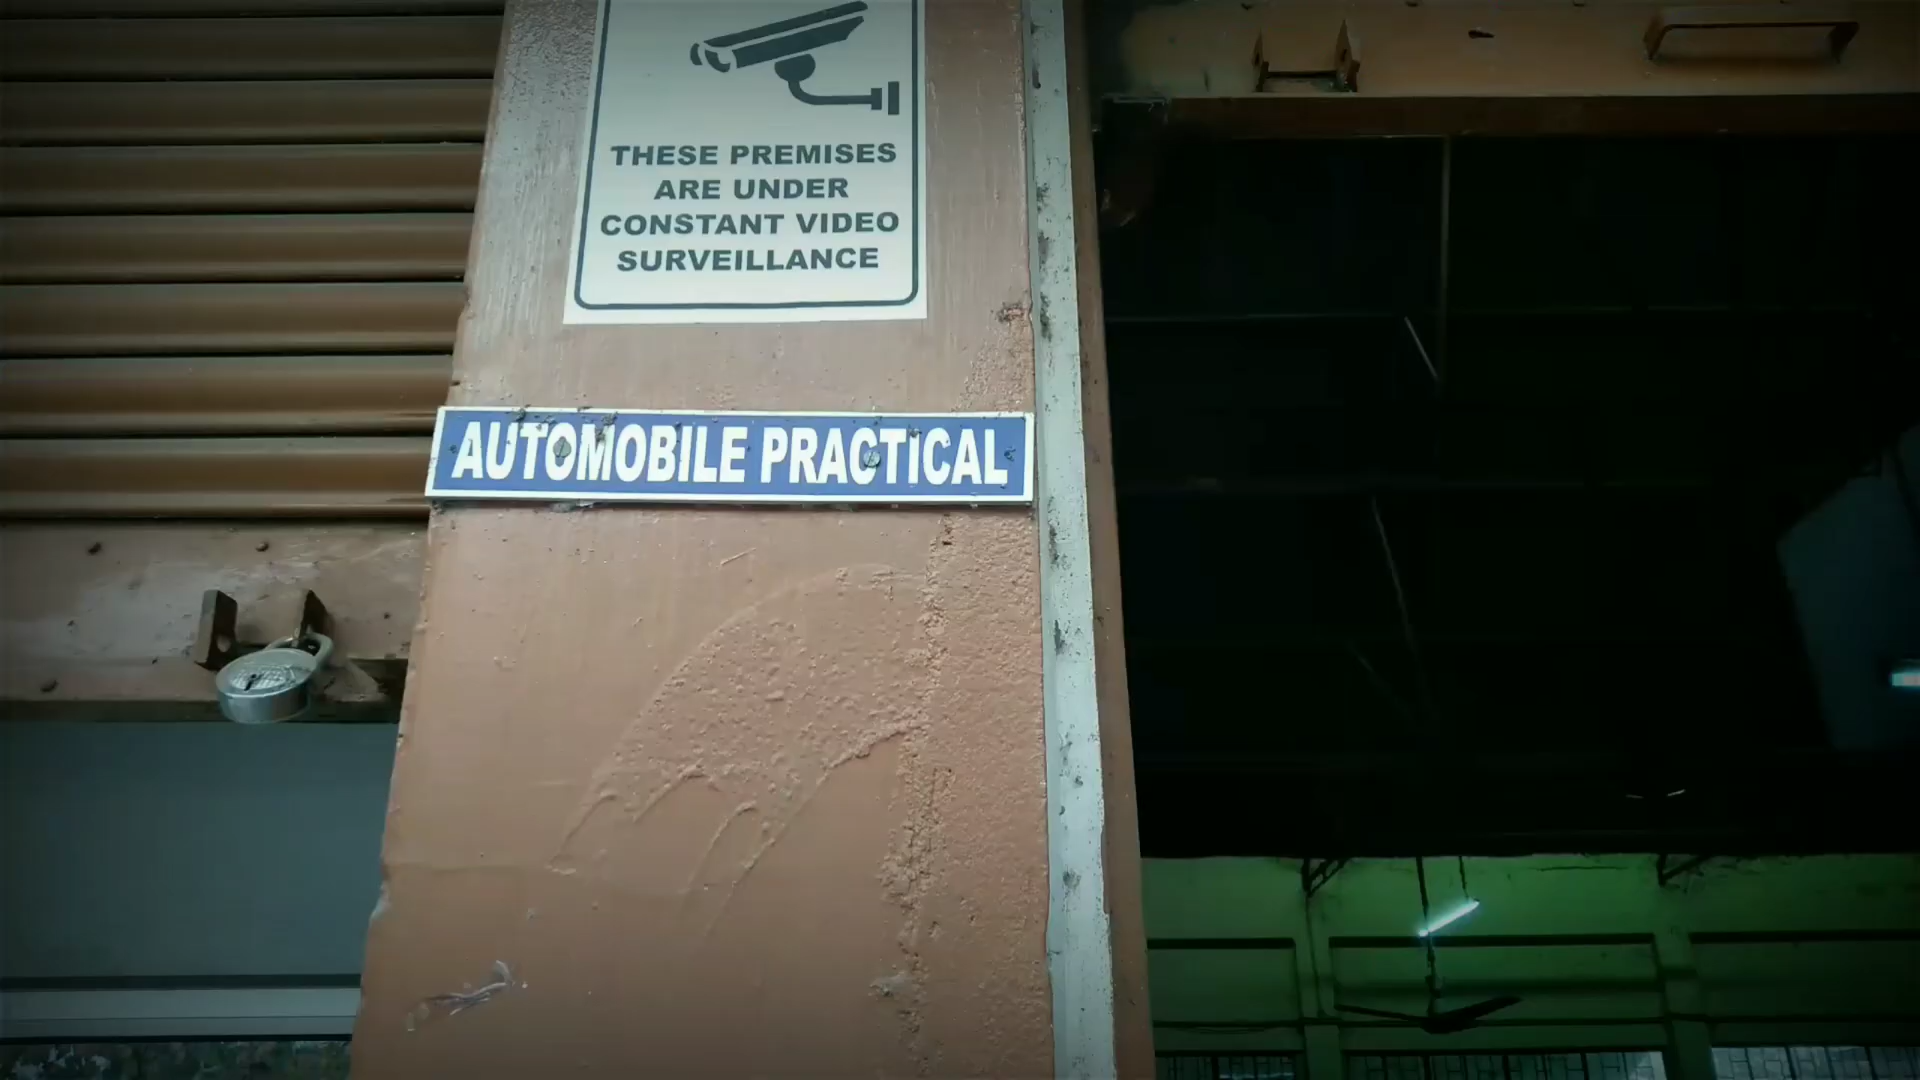 THESE PREMISES
ARE UNDER
CONSTANT VIDEO
SURVEILLANCE
AUTOMOBILE PRACTICAL